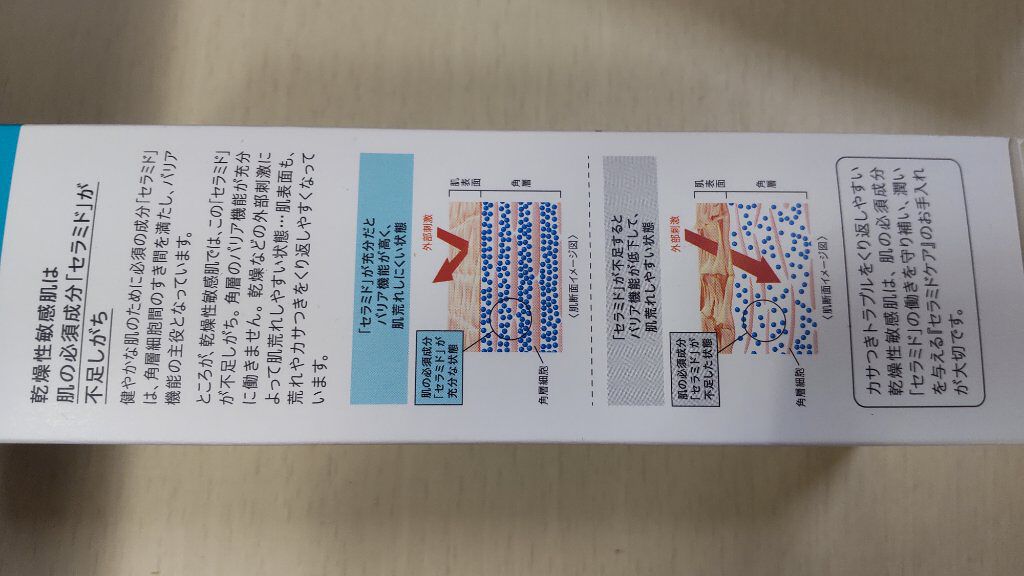 乾燥性敏感肌は
肌の必須成分「セラミド」が
不足しがち
健やかな肌のために必須の成分「セラミド」
は、角層細胞間のすき間を満たし、バリア
機能の主役となっています。
ところが、乾燥性敏感肌では、この「セラミド」
が不足しがち。角層のバリア機能が充分
に働きません。乾燥などの外部刺激に
よって肌荒れしやすい状態…肌表面も、
荒れやカサつきをくり返しやすくなって
います。
「セラミド」が充分だと
バリア機能が高く、
肌荒れしにくい状態
肌の必須成分
「セラミド」が
充分な状態
外部刺激
肌表面
角層
角層細胞
〈肌断面イメージ図〉
「セラミド」が不足すると
バリア機能が低下して、
肌荒れしやすい状態
肌の必須成分
「セラミド」が
不足した状態
外部刺激
肌表面
角層
角層細胞
〈肌断面イメージ図〉
カサつきトラブルをくり返しやすい
乾燥性敏感肌は、肌の必須成分
「セラミド」の働きを守り補い、潤い
を与える『セラミドケア』のお手入れ
が大切です。